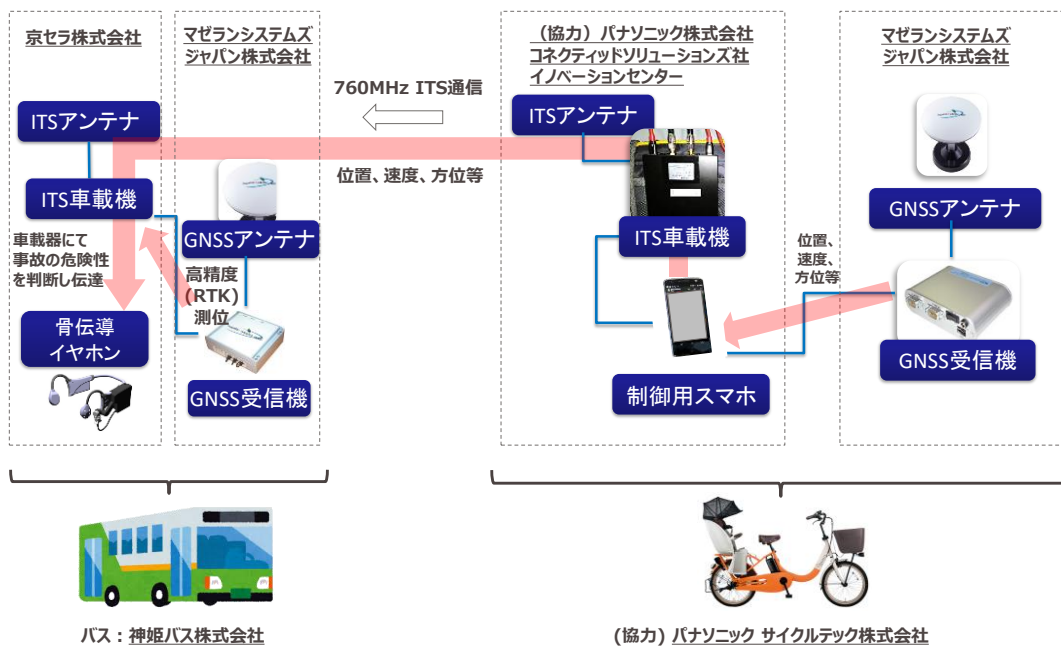 京セラ株式会社
マゼランシステムズ
ジャパン株式会社
(協力)パナソニック株式会社
コネクティッドソリューションズ社
イノベーションセンター
マゼランシステムズ
ジャパン株式会社
760MHz ITS通信
ITSアンテナ
ITSアンテナ
位置、速度、方位等
ITS車載機
GNSSアンテナ
ITS車載機
GNSSアンテナ
車載器にて
事故の危険性
を判断し伝達
高精度
(RTK)
測位
位置、
速度、
方位等
骨伝導
イヤホン
GNSS受信機
制御用スマホ
GNSS受信機
バス:神姫バス株式会社
(協力) パナソニック サイクルテック株式会社